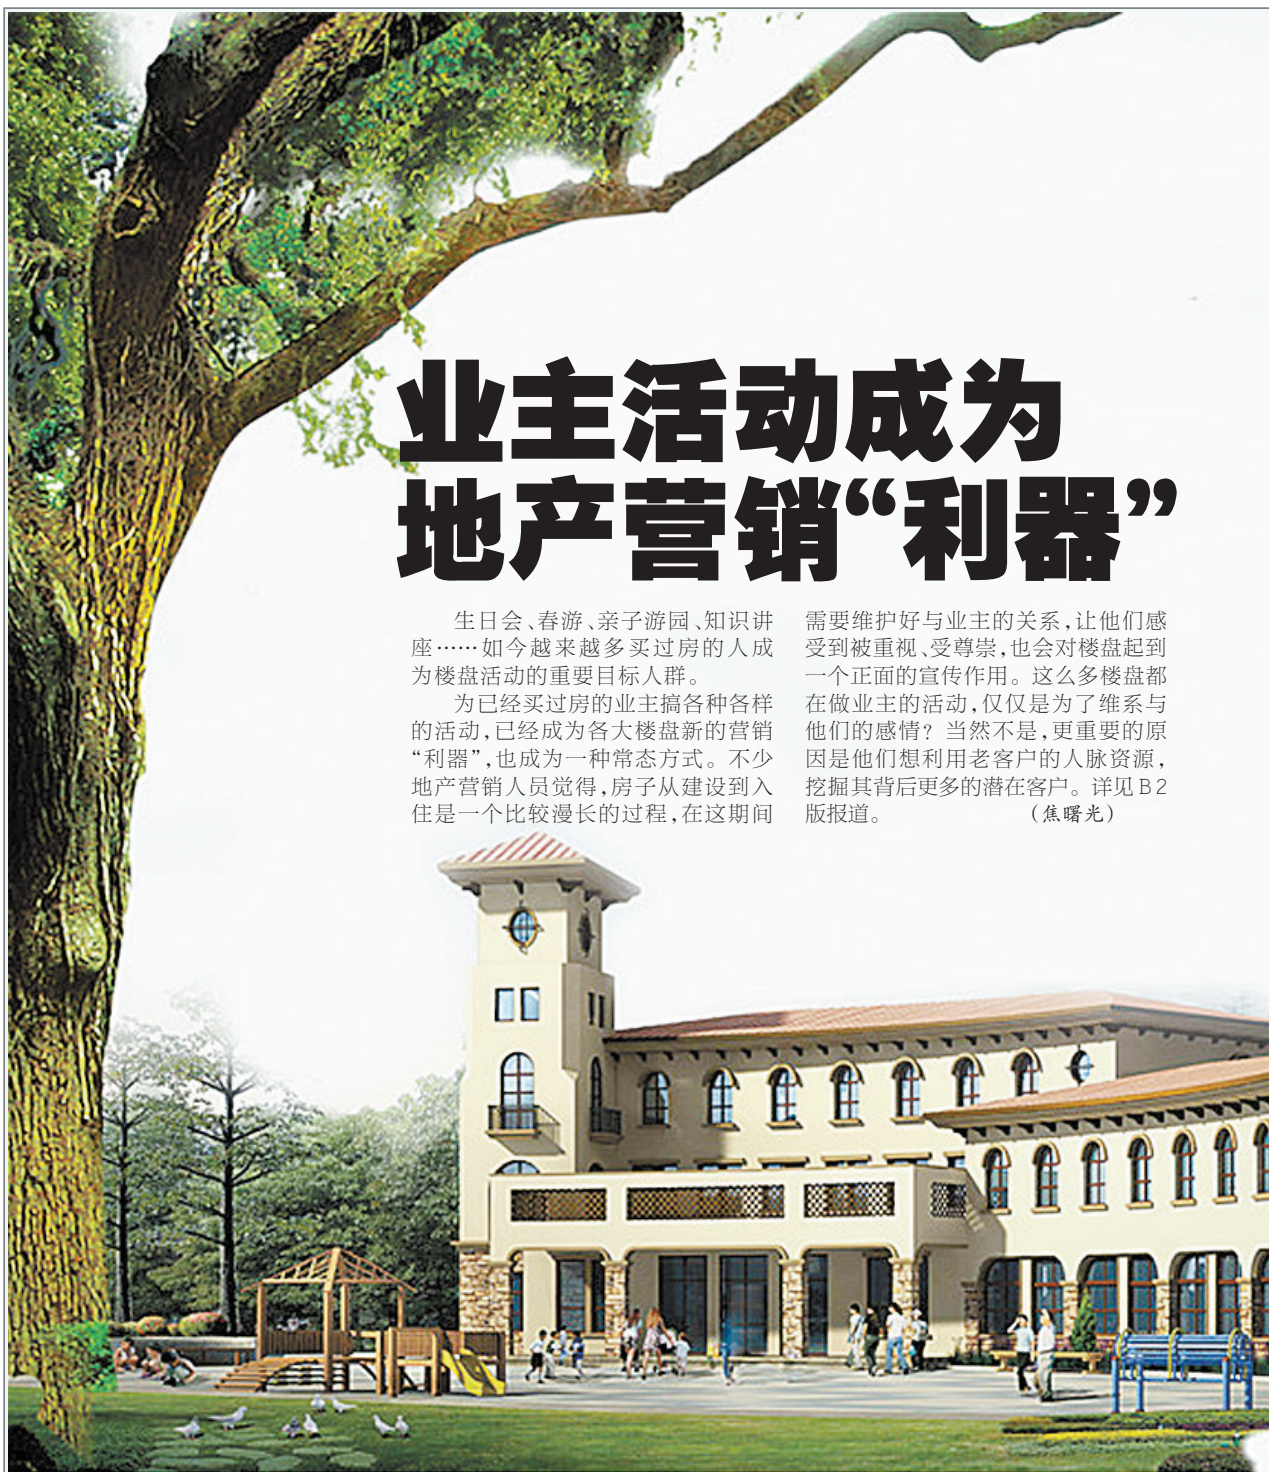 业主活动成为
地产营销“利器”
生日会、春游、亲子游园、知识讲
座……如今越来越多买过房的人成
为楼盘活动的重要目标人群。
为已经买过房的业主搞各种各样
的活动，已经成为各大楼盘新的营销
“利器”，也成为一种常态方式。不少
地产营销人员觉得，房子从建设到入
住是一个比较漫长的过程，在这期间
需要维护好与业主的关系，让他们感
受到被重视、受尊崇，也会对楼盘起到
一个正面的宣传作用。这么多楼盘都
在做业主的活动，仅仅是为了维系与
他们的感情？当然不是，更重要的原
因是他们想利用老客户的人脉资源，
挖掘其背后更多的潜在客户。详见B2
版报道。 （焦曙光）